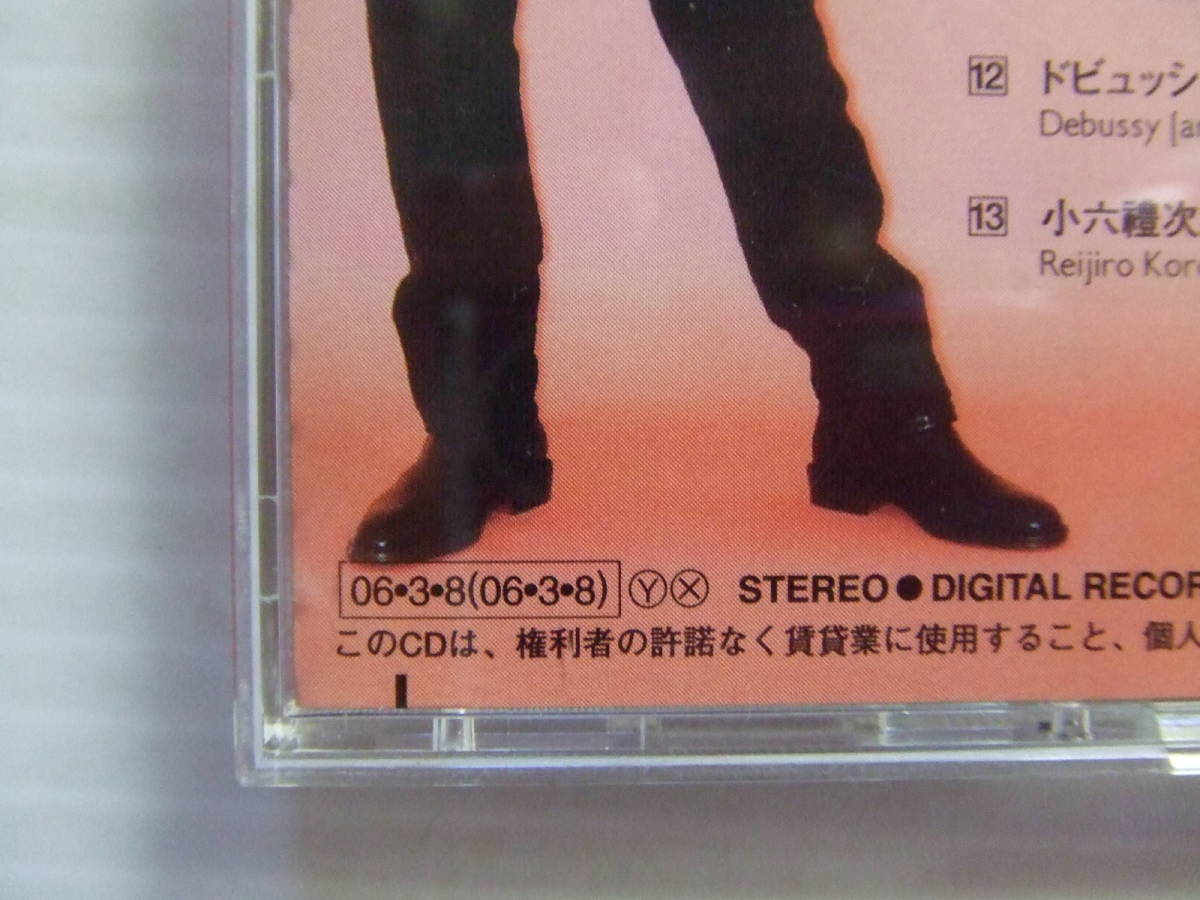 12 ドビュッシ
Debussy [a
13 小六禮次
Reijiro Kor
06•3•8(06•3•8) Ⓨ Ⓧ STEREO ● DIGITAL RECOR
このCDは、権利者の許諾なく賃貸業に使用すること、個人